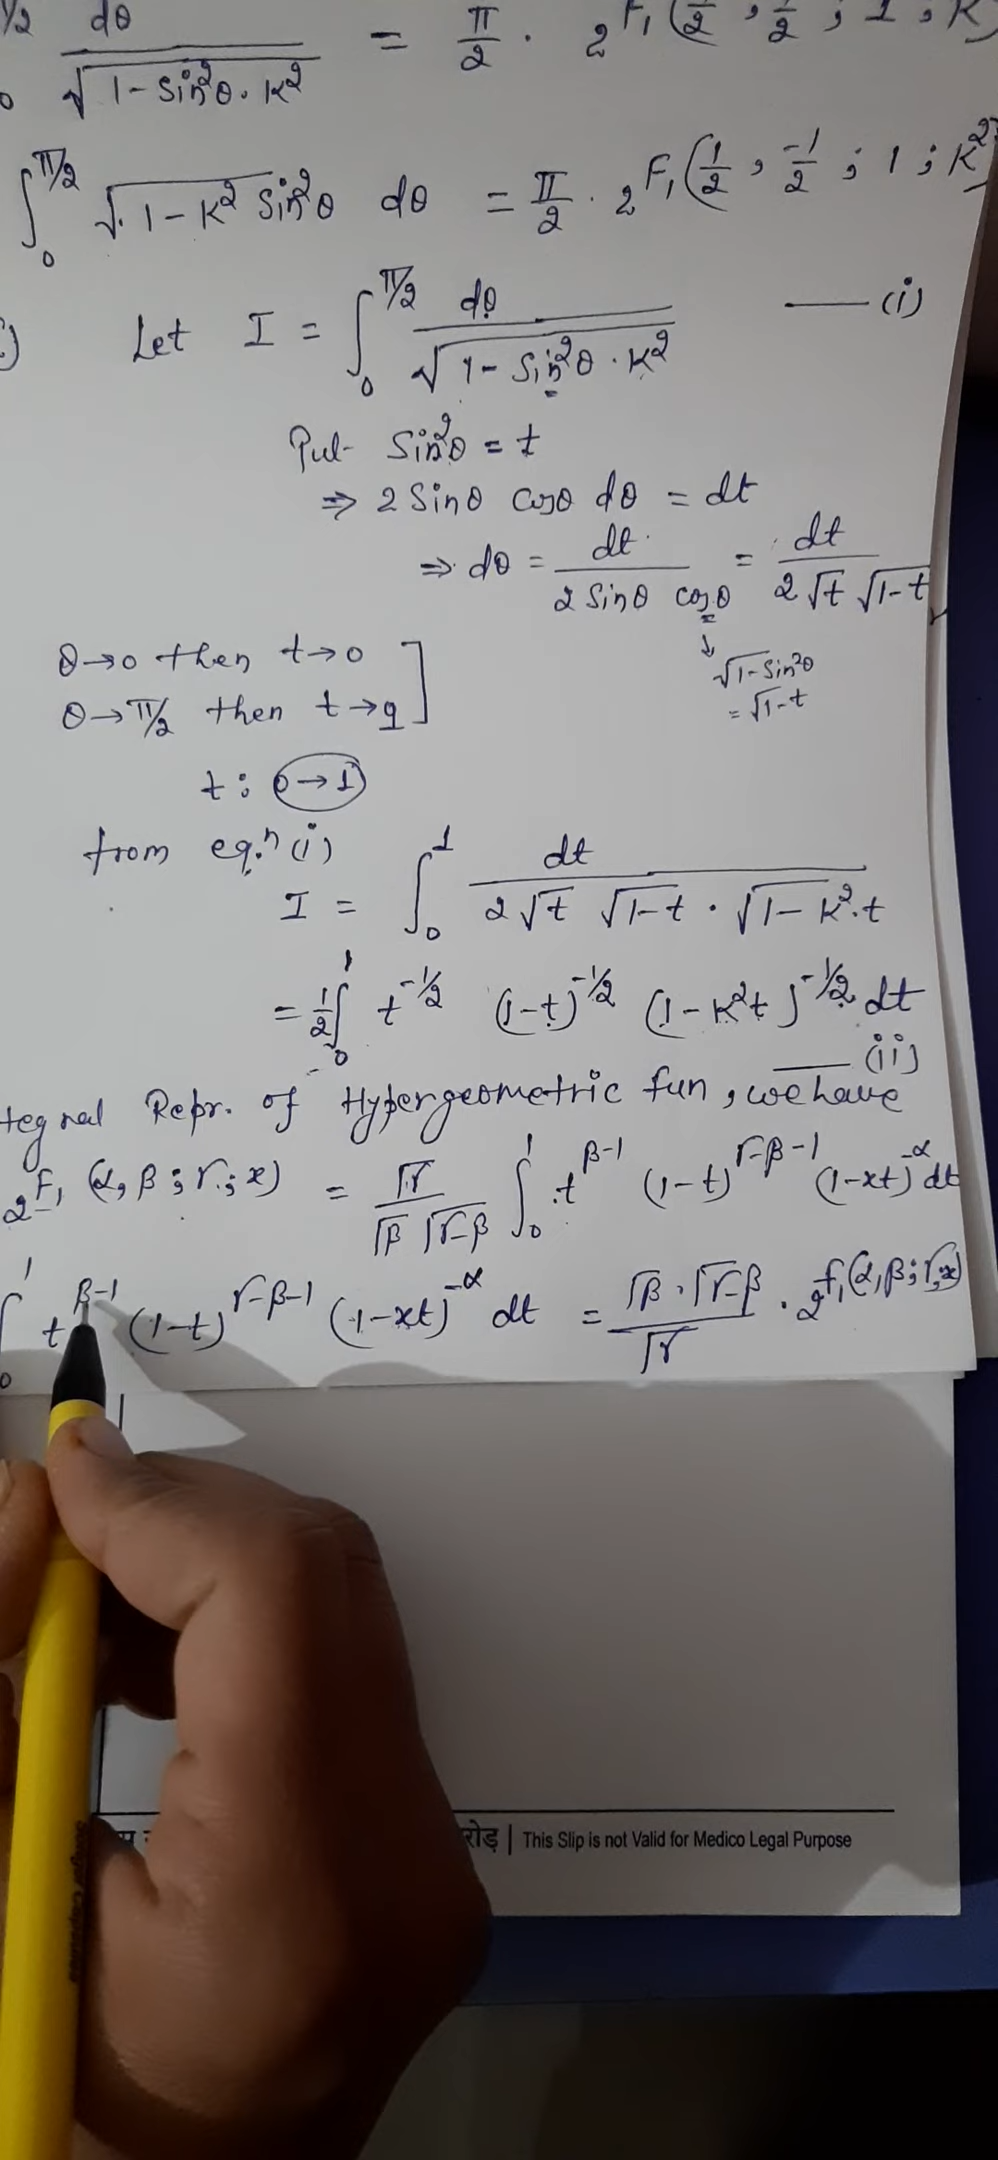 1/2 dθ / √(1-Sin²θ·K²) = π/2 · ₂F₁(1/2, 1/2; 1; K
∫₀^{π/2} √(1-K² Sin²θ) dθ = π/2 · ₂F₁(1/2, -1/2; 1; K²
Let I = ∫₀^{π/2} dθ / √(1-Sin²θ·K²) —— (i)
Put Sin²θ = t
⇒ 2 Sinθ Cosθ dθ = dt
⇒ dθ = dt / (2 Sinθ Cosθ) = dt / (2√t √(1-t))
↓ √(1-Sin²θ)
= √(1-t)
θ→0 then t→0 ]
θ→π/2 then t→1 ]
t : 0→1
from eqⁿ (i)
I = ∫₀¹ dt / (2√t √(1-t) · √(1-K²·t))
= 1/2 ∫₀¹ t^{-1/2} (1-t)^{-1/2} (1-K²t)^{-1/2} dt
—— (ii)
tegral Repr. of Hypergeometric fun, we have
₂F₁ (α, β; γ; x) = Γγ / (Γβ Γγ-β) ∫₀¹ t^{β-1} (1-t)^{γ-β-1} (1-xt)^{-α} dt
∫₀¹ t^{β-1} (1-t)^{γ-β-1} (1-xt)^{-α} dt = Γβ · Γγ-β / Γγ · ₂F₁(α, β; γ; x)
रोड़ | This Slip is not Valid for Medico Legal Purpose